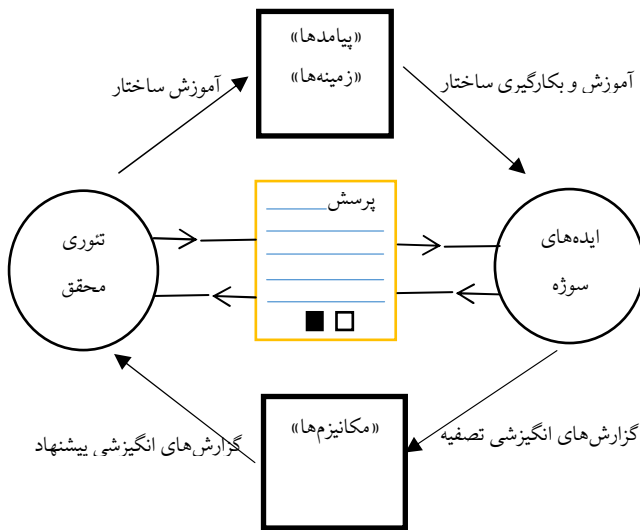 «پیامدها»
«زمینه‌ها»
آموزش و بکارگیری ساختار
آموزش ساختار
پرسش
ایده‌های
سوژه
تئوری
محقق
«مکانیزم‌ها»
گزارش‌های انگیزشی تصفیه
گزارش‌های انگیزشی پیشنهاد